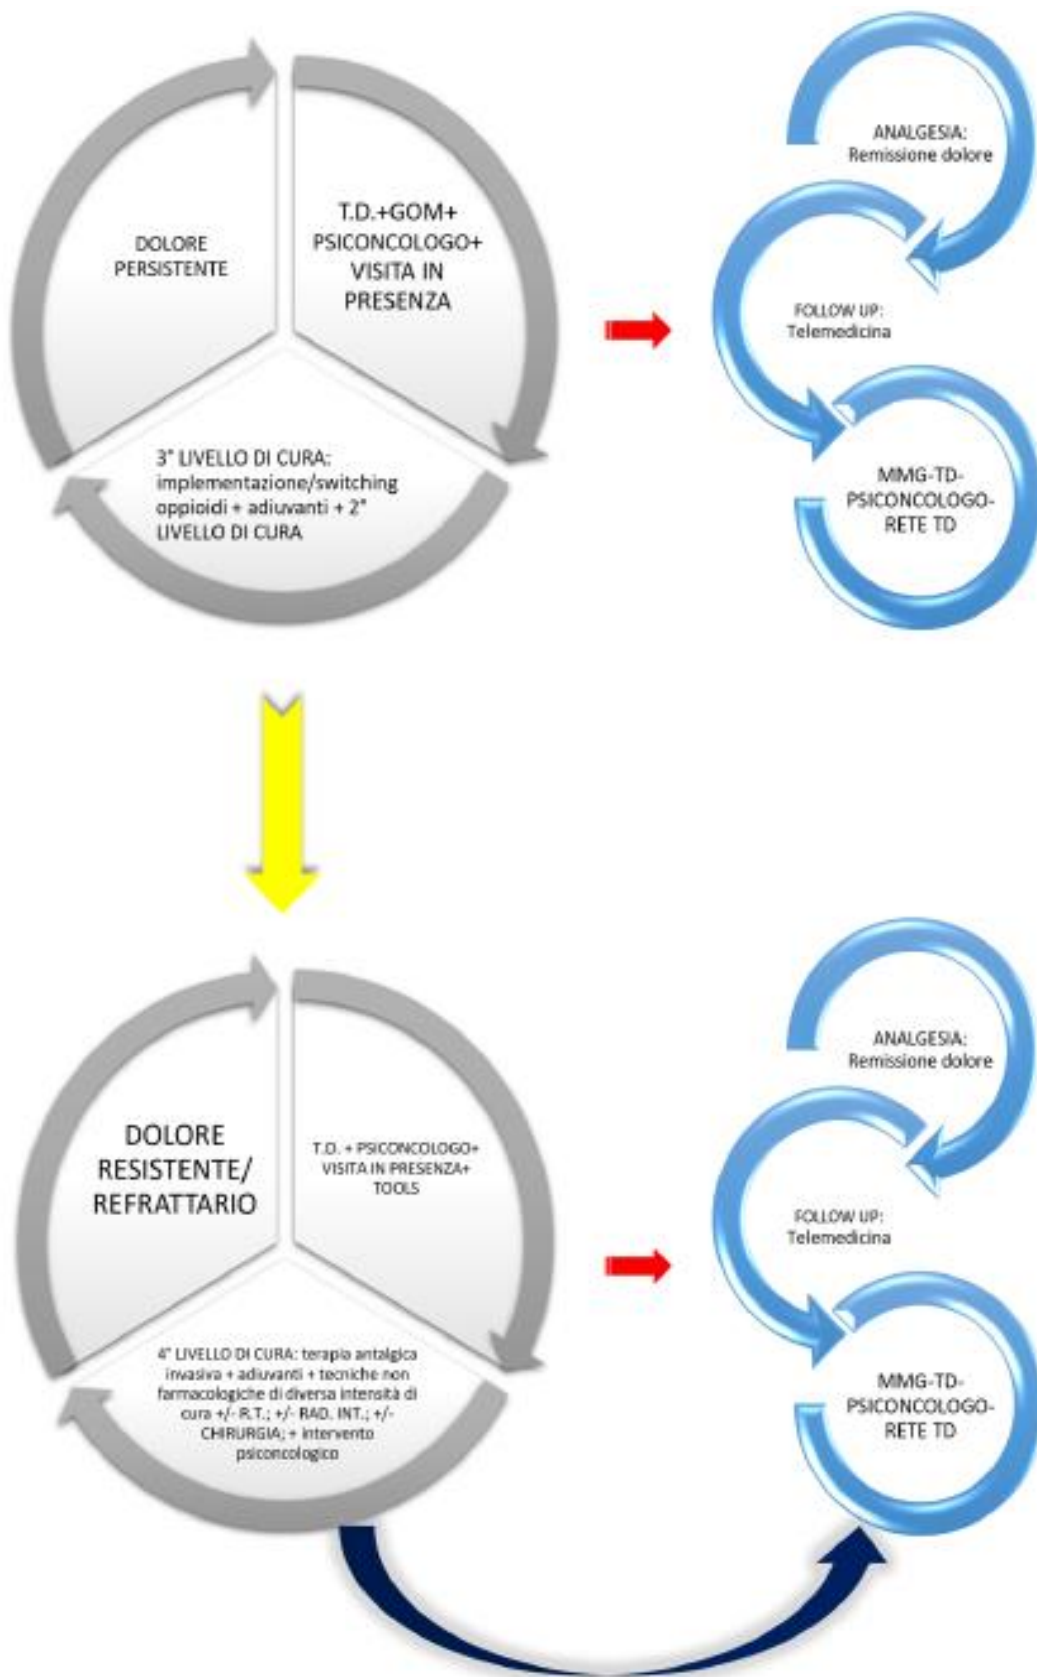 DOLORE
PERSISTENTE
T.D.+GOM+
PSICONCOLOGO+
VISITA IN
PRESENZA
3° LIVELLO DI CURA:
implementazione/switching
oppioidi + adiuvanti + 2°
LIVELLO DI CURA
ANALGESIA:
Remissione dolore
FOLLOW UP:
Telemedicina
MMG-TD-
PSICONCOLOGO-
RETE TD
DOLORE
RESISTENTE/
REFRATTARIO
T.D. + PSICONCOLOGO+
VISITA IN PRESENZA+
TOOLS
4° LIVELLO DI CURA: terapia antalgica
invasiva + adiuvanti + tecniche non
farmacologiche di diversa intensità di
cura +/- R.T.; +/- RAD. INT.; +/-
CHIRURGIA; + intervento
psiconcologico
ANALGESIA:
Remissione dolore
FOLLOW UP:
Telemedicina
MMG-TD-
PSICONCOLOGO-
RETE TD